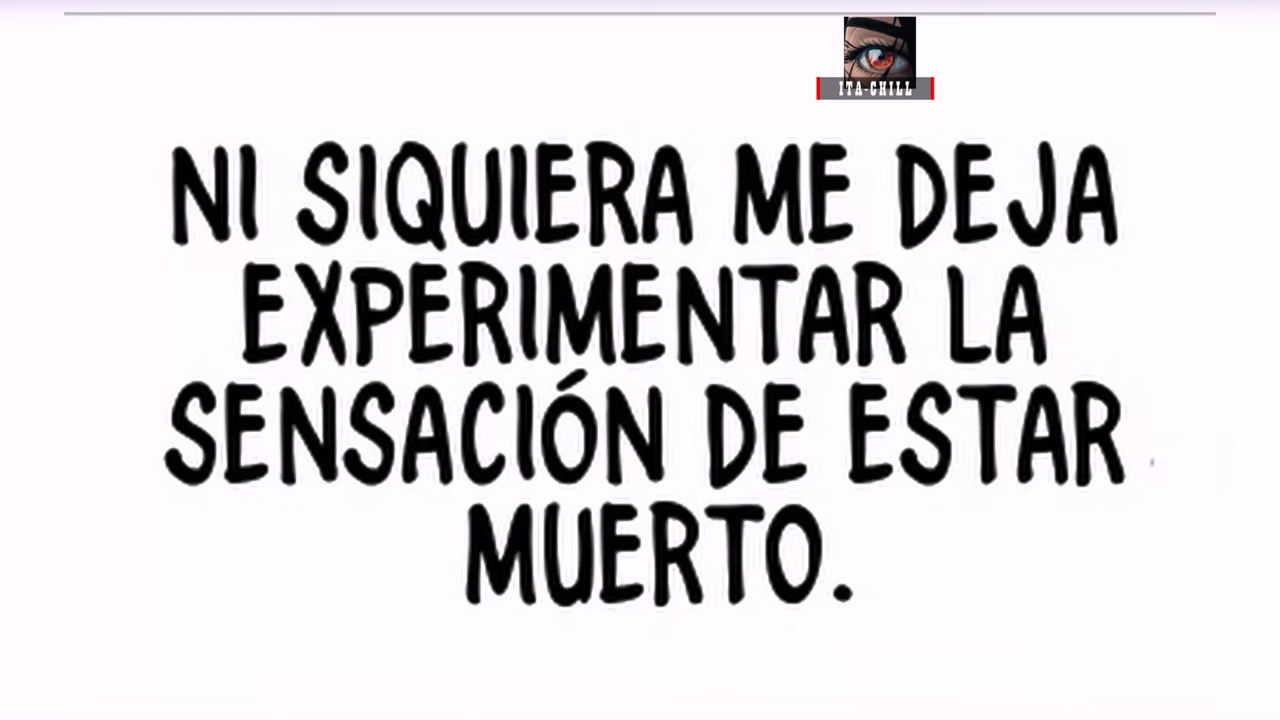 ITA-CHILL
NI SIQUIERA ME DEJA
EXPERIMENTAR LA
SENSACIÓN DE ESTAR
MUERTO.